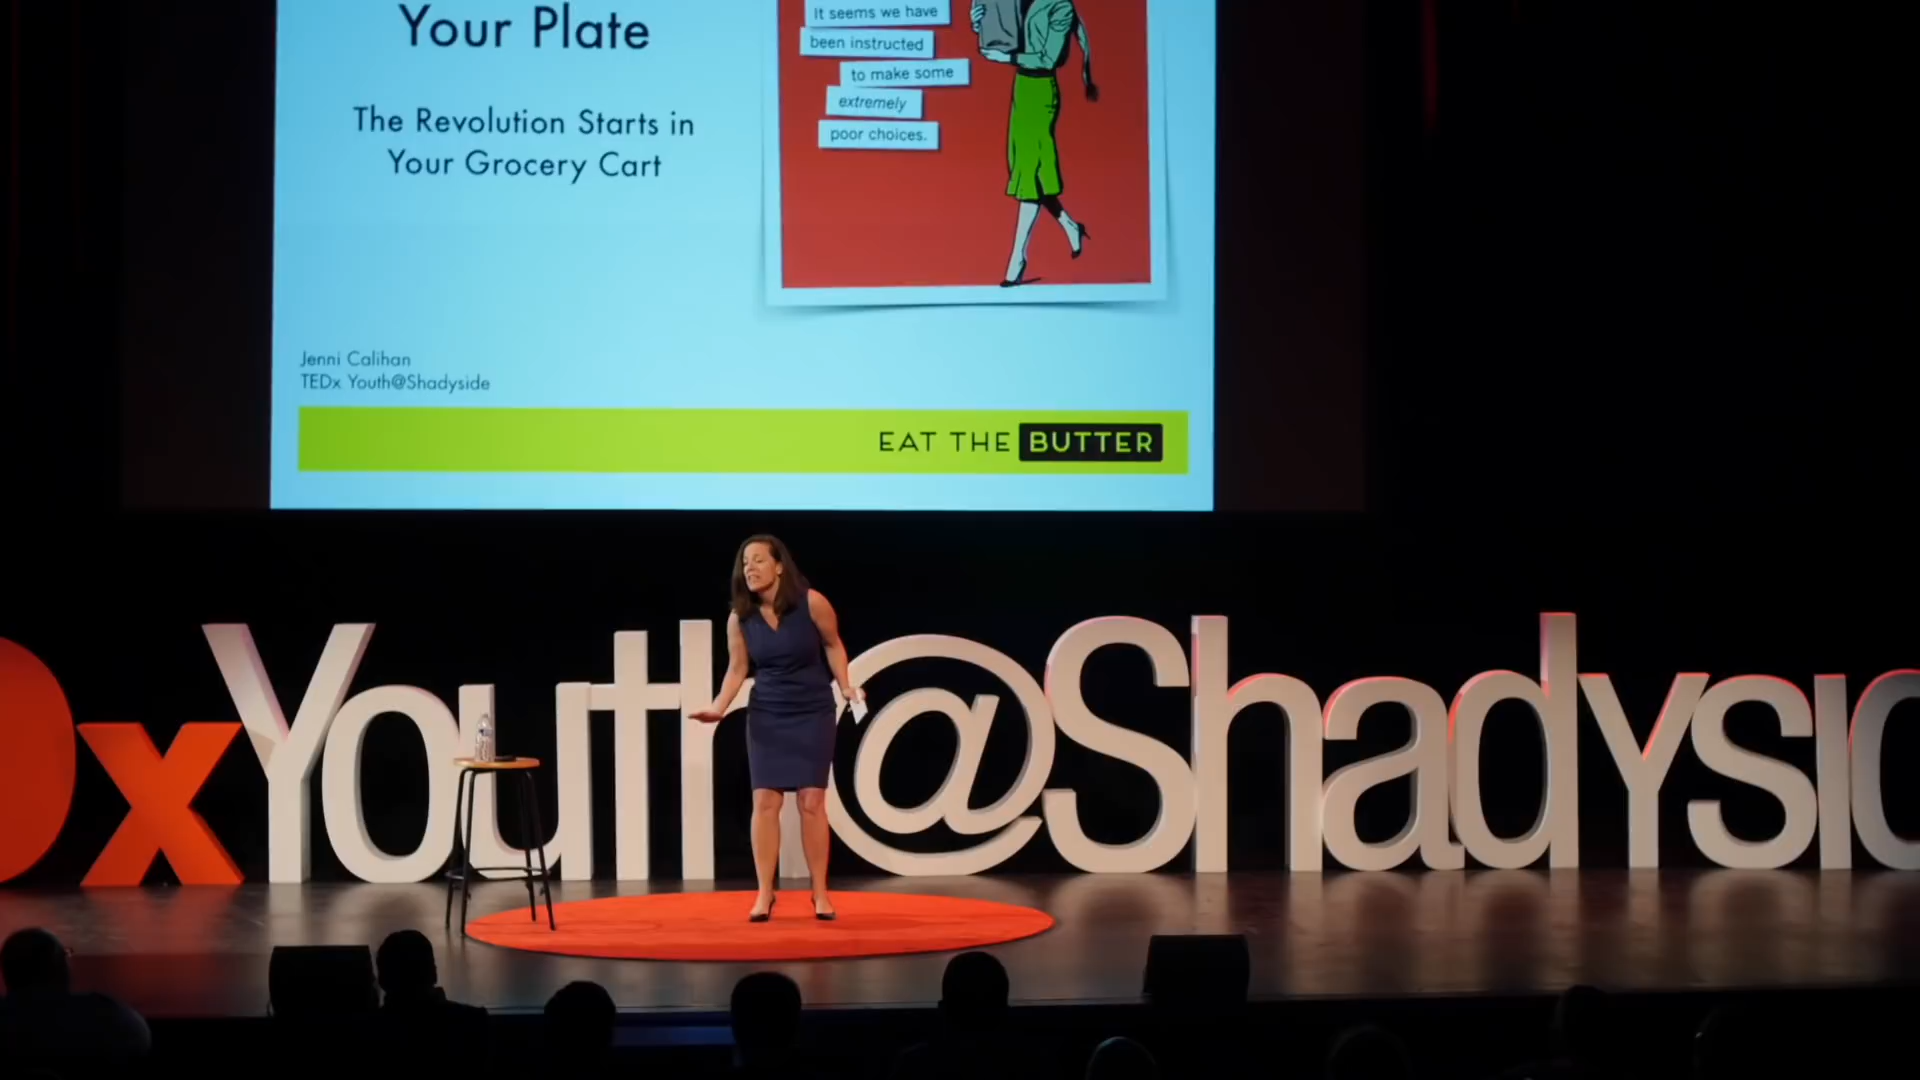 Your Plate
The Revolution Starts in
Your Grocery Cart
It seems we have
been instructed
to make some
extremely
poor choices.
Jenni Calihan
TEDx Youth@Shadyside
EAT THE BUTTER
xYouth@Shadysid